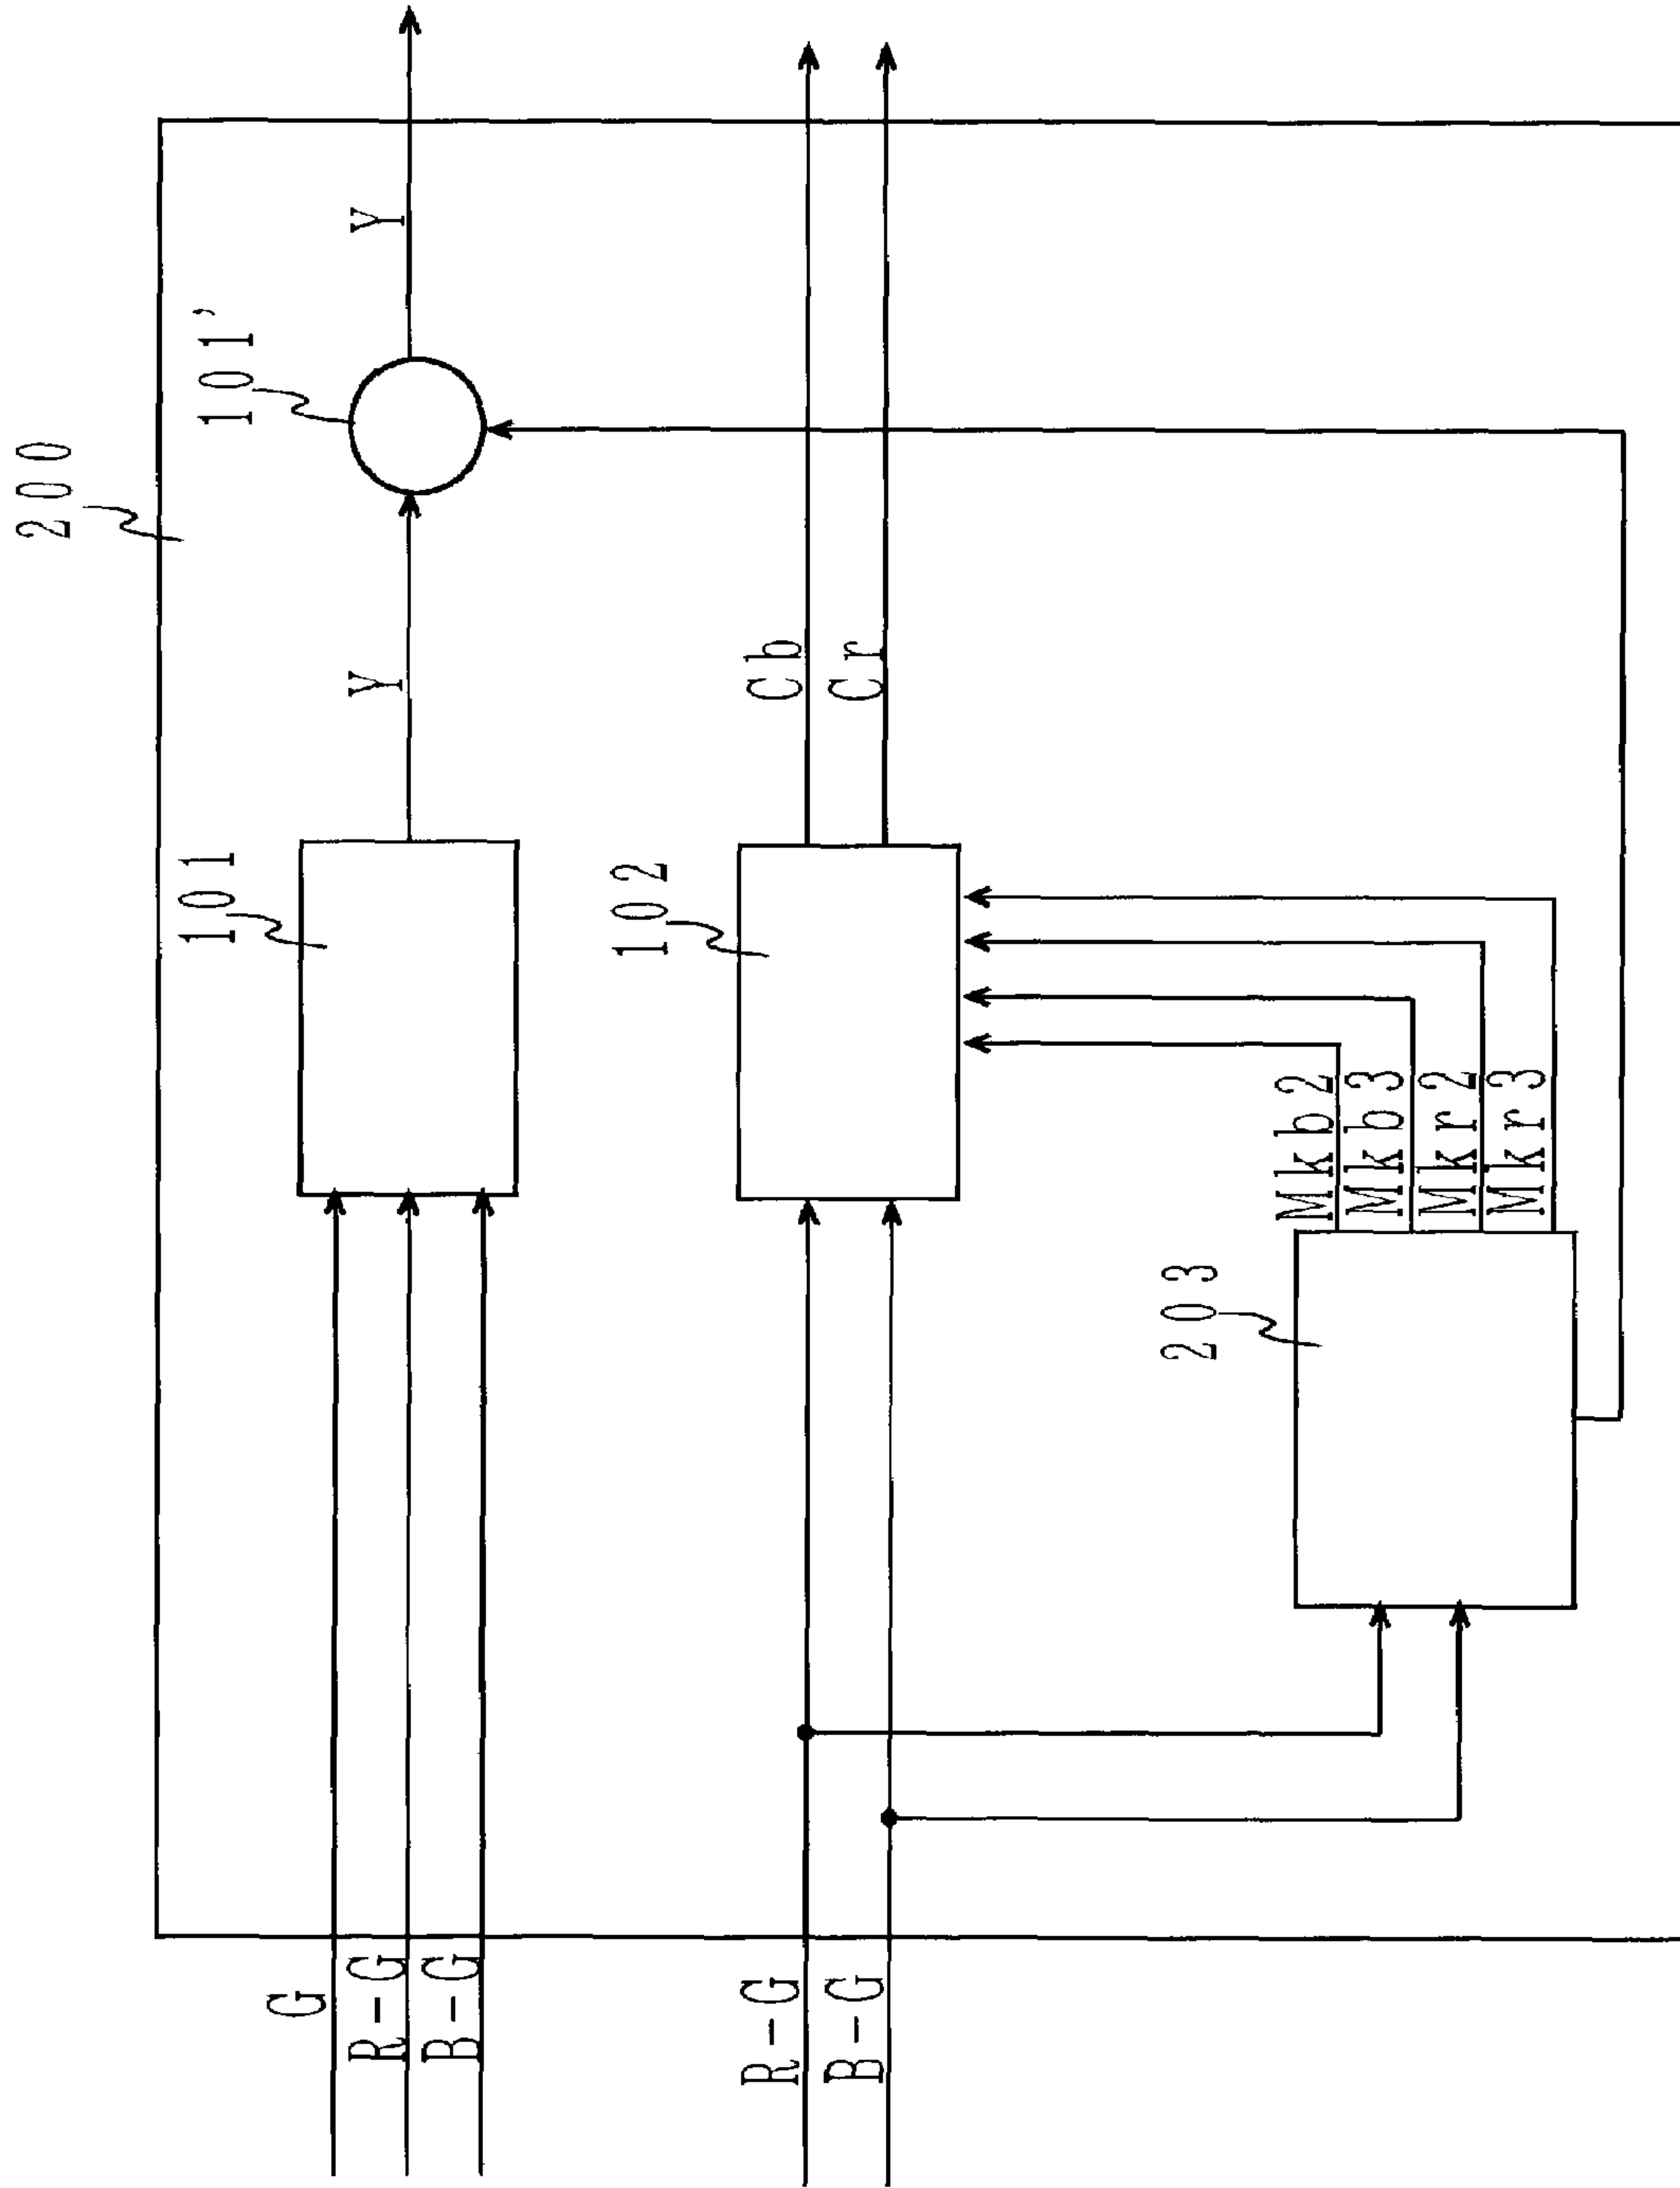 200
101'
Y
Y
101
G
R-G
B-G
Cb
Cr
102
R-G
B-G
Mkb2
Mkb3
Mkr2
Mkr3
203